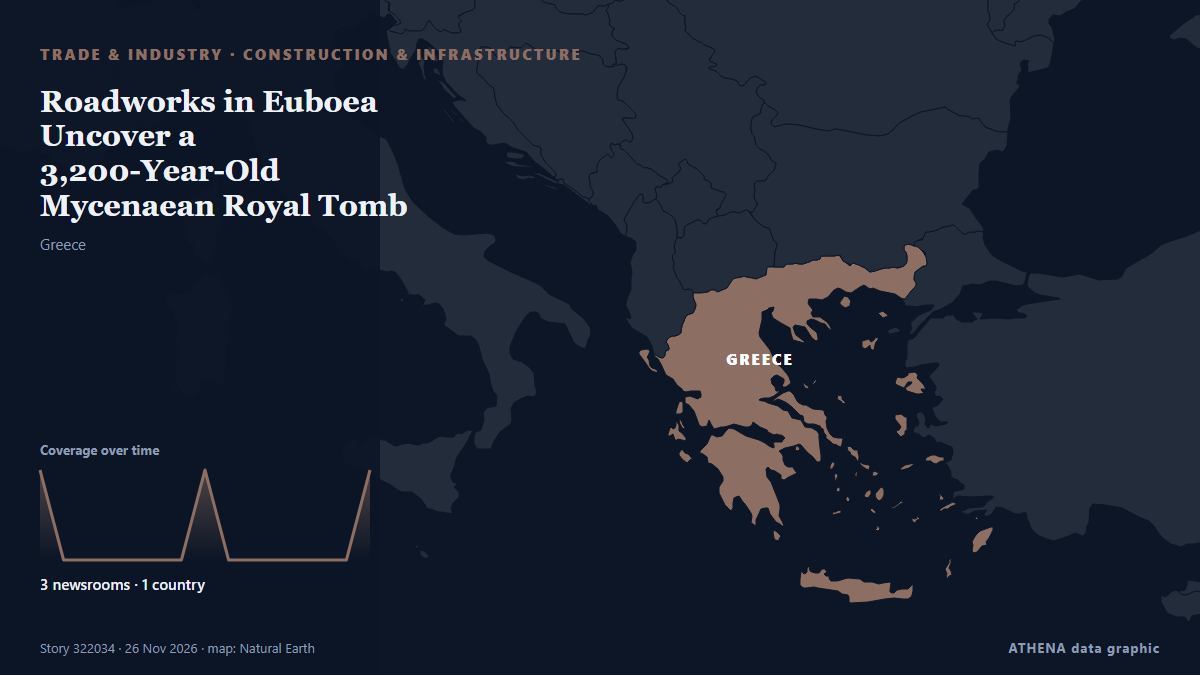 TRADE & INDUSTRY · CONSTRUCTION & INFRASTRUCTURE
Roadworks in Euboea
Uncover a
3,200-Year-Old
Mycenaean Royal Tomb
Greece
GREECE
Coverage over time
3 newsrooms · 1 country
Story 322034 · 26 Nov 2026 · map: Natural Earth
ATHENA data graphic